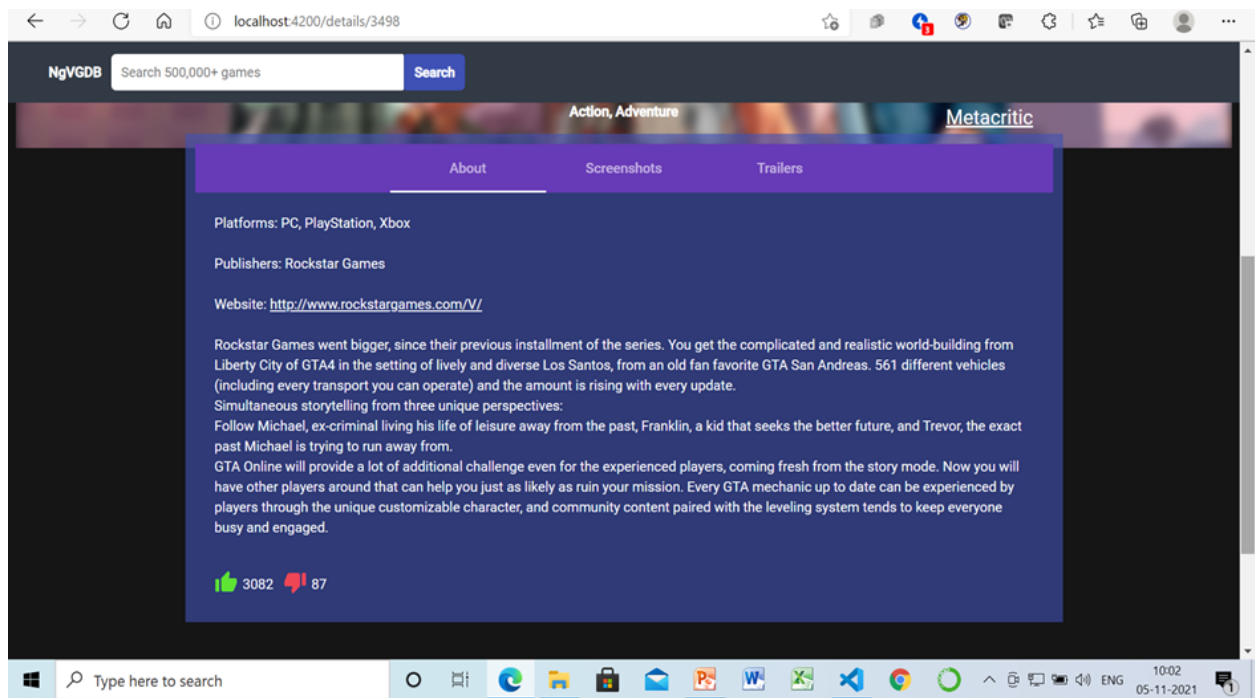 localhost:4200/details/3498
3
NgVGDB
Search 500,000+ games
Search
Action, Adventure
Metacritic
About
Screenshots
Trailers
Platforms: PC, PlayStation, Xbox
Publishers: Rockstar Games
Website: http://www.rockstargames.com/V/
Rockstar Games went bigger, since their previous installment of the series. You get the complicated and realistic world-building from
Liberty City of GTA4 in the setting of lively and diverse Los Santos, from an old fan favorite GTA San Andreas. 561 different vehicles
(including every transport you can operate) and the amount is rising with every update.
Simultaneous storytelling from three unique perspectives:
Follow Michael, ex-criminal living his life of leisure away from the past, Franklin, a kid that seeks the better future, and Trevor, the exact
past Michael is trying to run away from.
GTA Online will provide a lot of additional challenge even for the experienced players, coming fresh from the story mode. Now you will
have other players around that can help you just as likely as ruin your mission. Every GTA mechanic up to date can be experienced by
players through the unique customizable character, and community content paired with the leveling system tends to keep everyone
busy and engaged.
3082
87
Type here to search
ENG
10:02
05-11-2021
1